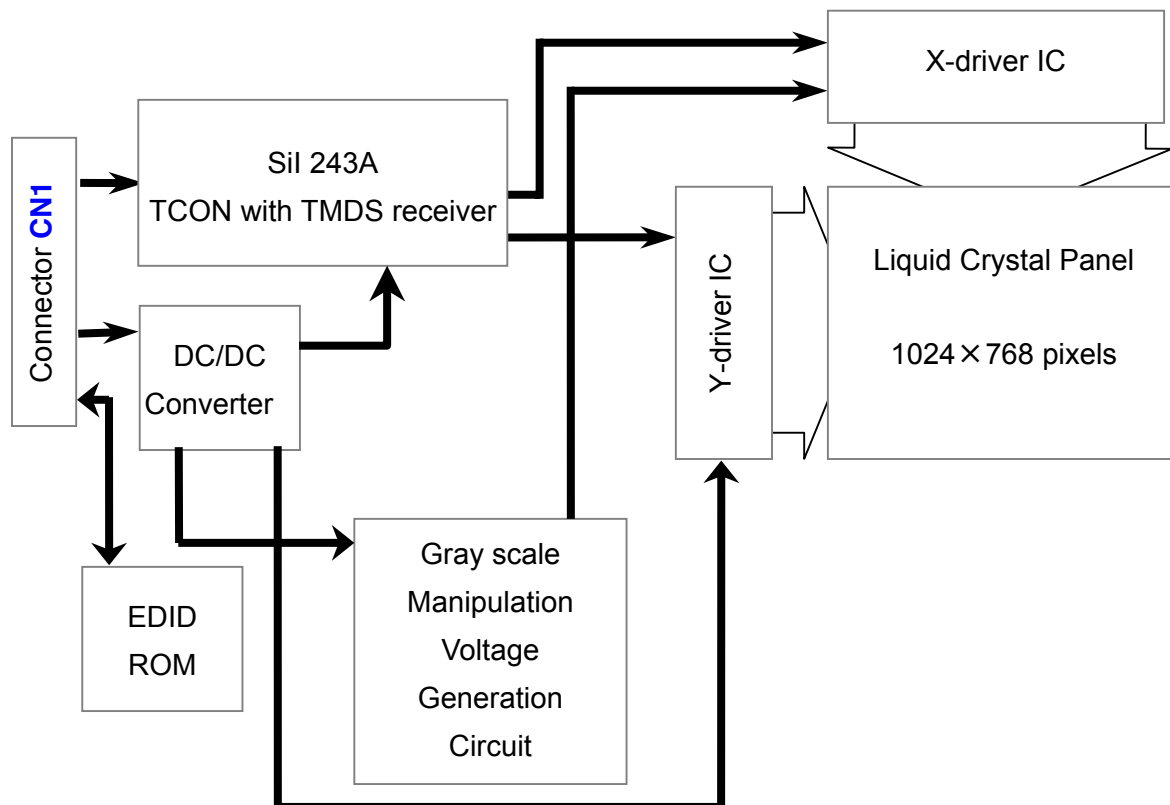 X-driver IC
SiI 243A
TCON with TMDS receiver
Connector CN1
Y-driver IC
Liquid Crystal Panel
1024×768 pixels
DC/DC
Converter
Gray scale
Manipulation
Voltage
Generation
Circuit
EDID
ROM